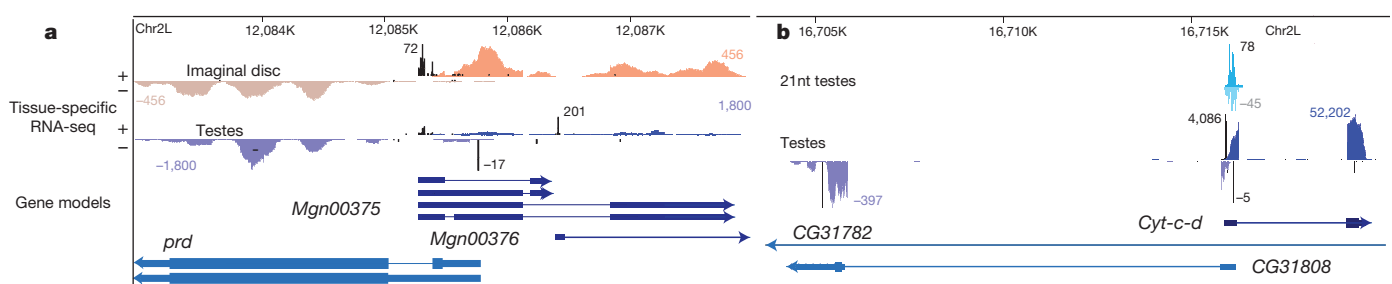 a
Chr2L 12,084K 12,085K 12,086K 12,087K
72
456
+
Imaginal disc
−
−456
Tissue-specific
RNA-seq
201
1,800
+
Testes
−
−1,800
−17
Gene models
Mgn00375
Mgn00376
prd
b
16,705K 16,710K 16,715K Chr2L
78
21nt testes
−45
4,086
52,202
Testes
−397
−5
Cyt-c-d
CG31782
CG31808